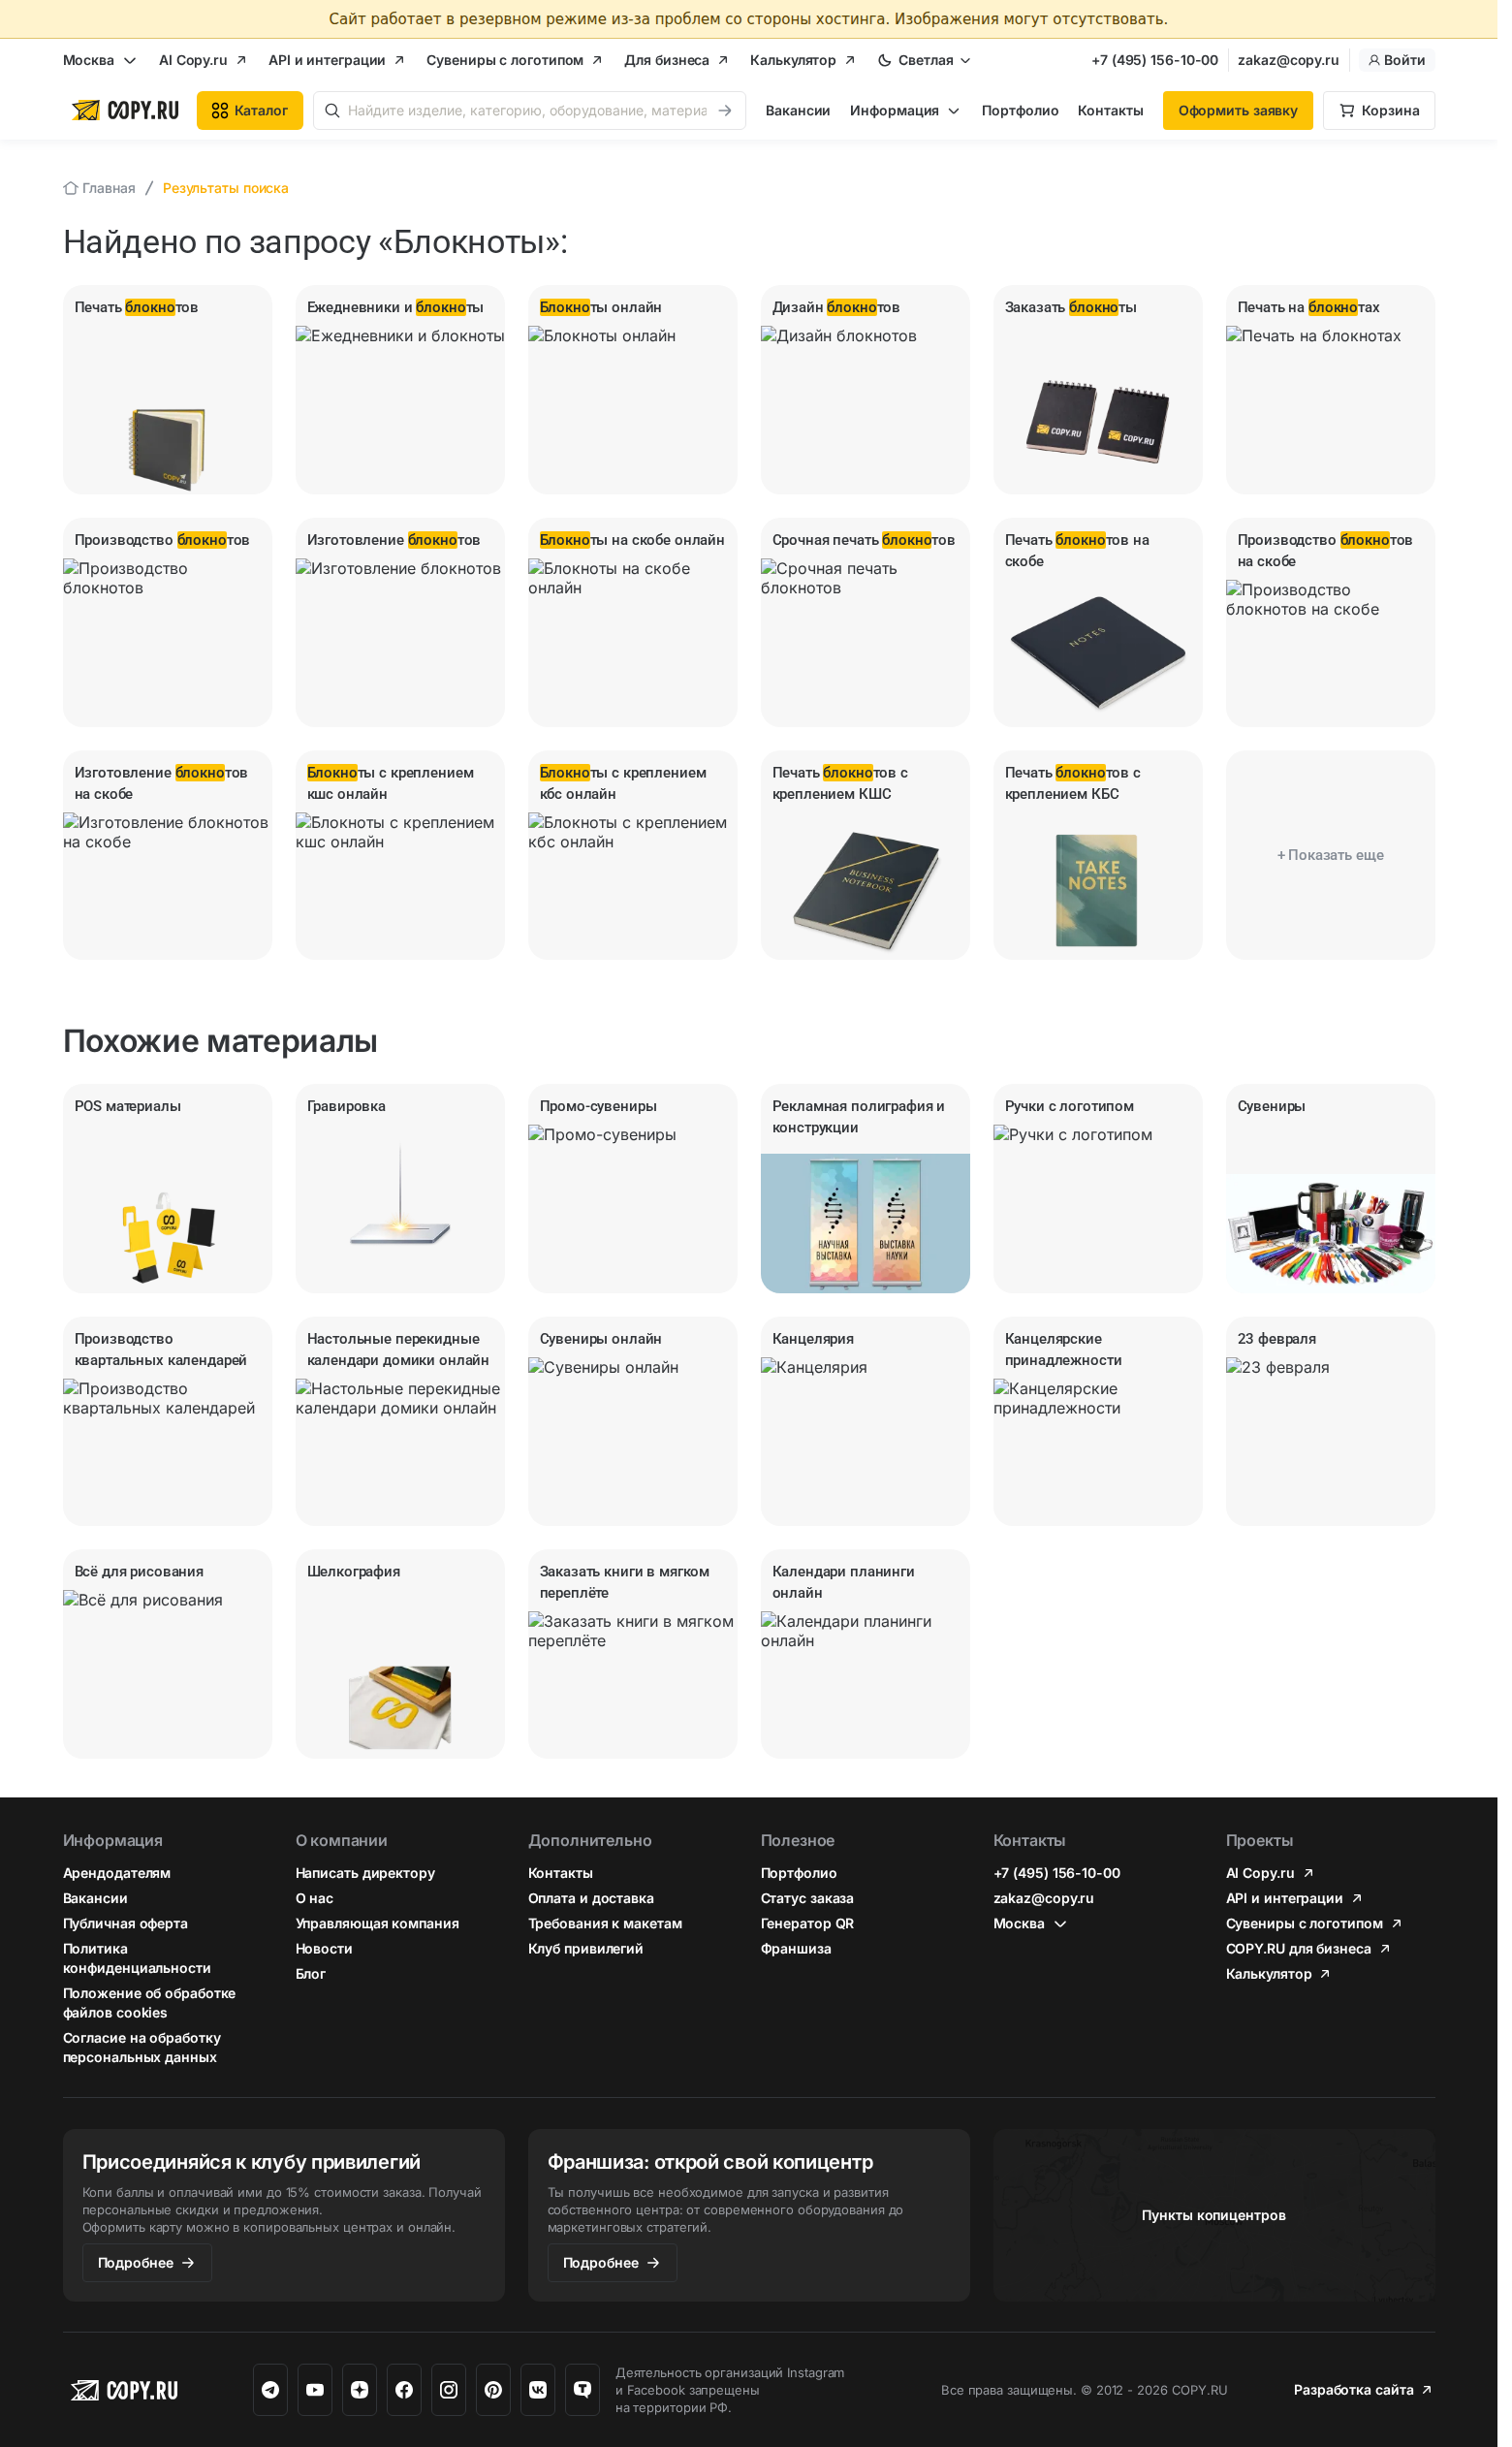 Сайт работает в резервном режиме из-за проблем со стороны хостинга. Изображения могут отсутствовать.
Москва
AI Copy.ru
API и интеграции
Сувениры с логотипом
Для бизнеса
Калькулятор
Светлая
+7 (495) 156-10-00
zakaz@copy.ru
Войти
COPY.RU
Каталог
Найдите изделие, категорию, оборудование, материа
Вакансии
Информация
Портфолио
Контакты
Оформить заявку
Корзина
Главная / Результаты поиска
Найдено по запросу «Блокноты»:
Печать блокнотов
Ежедневники и блокноты
Ежедневники и блокноты
Блокноты онлайн
Блокноты онлайн
Дизайн блокнотов
Дизайн блокнотов
Заказать блокноты
COPY.RU
COPY.RU
Печать на блокнотах
Печать на блокнотах
Производство блокнотов
Производство
блокнотов
Изготовление блокнотов
Изготовление блокнотов
Блокноты на скобе онлайн
Блокноты на скобе
онлайн
Срочная печать блокнотов
Срочная печать
блокнотов
Печать блокнотов на
скобе
NOTES
Производство блокнотов
на скобе
Производство
блокнотов на скобе
Изготовление блокнотов
на скобе
Изготовление блокнотов
на скобе
Блокноты с креплением
кшс онлайн
Блокноты с креплением
кшс онлайн
Блокноты с креплением
кбс онлайн
Блокноты с креплением
кбс онлайн
Печать блокнотов с
креплением КШС
BUSINESS
NOTEBOOK
Печать блокнотов с
креплением КБС
TAKE
NOTES
+ Показать еще
Похожие материалы
POS материалы
Гравировка
Промо-сувениры
Промо-сувениры
Рекламная полиграфия и
конструкции
НАУЧНАЯ
ВЫСТАВКА
ВЫСТАВКА
НАУКИ
Ручки с логотипом
Ручки с логотипом
Сувениры
Производство
квартальных календарей
Производство
квартальных календарей
Настольные перекидные
календари домики онлайн
Настольные перекидные
календари домики онлайн
Сувениры онлайн
Сувениры онлайн
Канцелярия
Канцелярия
Канцелярские
принадлежности
Канцелярские
принадлежности
23 февраля
23 февраля
Всё для рисования
Всё для рисования
Шелкография
Заказать книги в мягком
переплёте
Заказать книги в мягком
переплёте
Календари планинги
онлайн
Календари планинги
онлайн
Информация
Арендодателям
Вакансии
Публичная оферта
Политика
конфиденциальности
Положение об обработке
файлов cookies
Согласие на обработку
персональных данных
О компании
Написать директору
О нас
Управляющая компания
Новости
Блог
Дополнительно
Контакты
Оплата и доставка
Требования к макетам
Клуб привилегий
Полезное
Портфолио
Статус заказа
Генератор QR
Франшиза
Контакты
+7 (495) 156-10-00
zakaz@copy.ru
Москва
Проекты
AI Copy.ru
API и интеграции
Сувениры с логотипом
COPY.RU для бизнеса
Калькулятор
Присоединяйся к клубу привилегий
Копи баллы и оплачивай ими до 15% стоимости заказа. Получай
персональные скидки и предложения.
Оформить карту можно в копировальных центрах и онлайн.
Подробнее
Франшиза: открой свой копицентр
Ты получишь все необходимое для запуска и развития
собственного центра: от современного оборудования до
маркетинговых стратегий.
Подробнее
Пункты копицентров
COPY.RU
Деятельность организаций Instagram
и Facebook запрещены
на территории РФ.
Все права защищены. © 2012 - 2026 COPY.RU
Разработка сайта